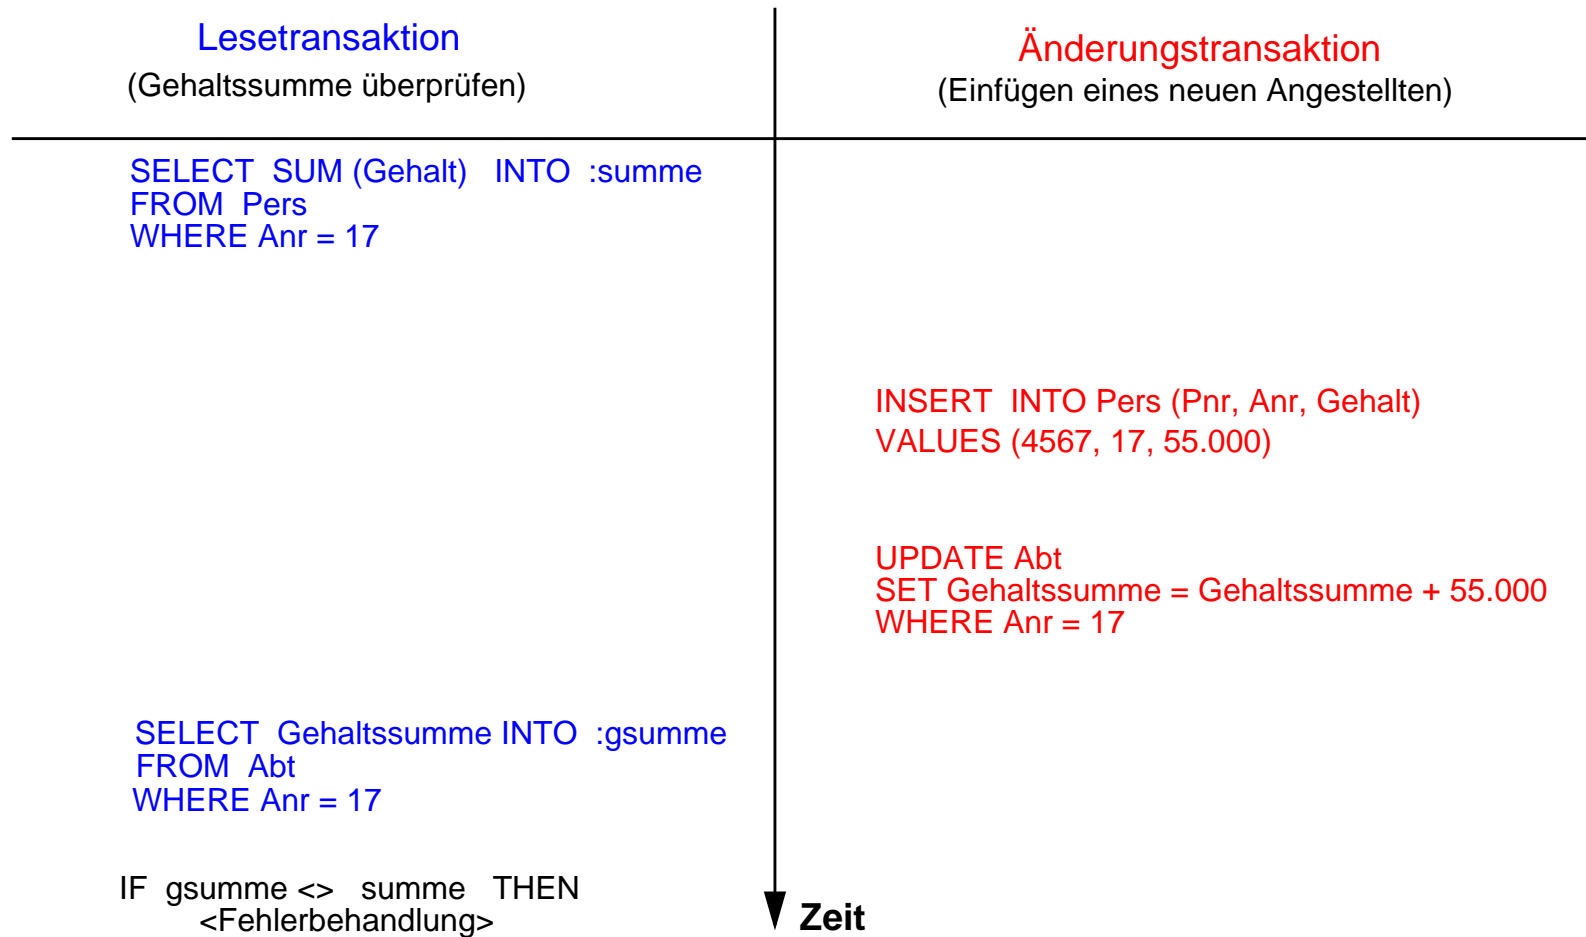 Lesetransaktion
(Gehaltssumme überprüfen)
Änderungstransaktion
(Einfügen eines neuen Angestellten)
SELECT SUM (Gehalt) INTO :summe
FROM Pers
WHERE Anr = 17
INSERT INTO Pers (Pnr, Anr, Gehalt)
VALUES (4567, 17, 55.000)
UPDATE Abt
SET Gehaltssumme = Gehaltssumme + 55.000
WHERE Anr = 17
SELECT Gehaltssumme INTO :gsumme
FROM Abt
WHERE Anr = 17
IF gsumme <> summe THEN
<Fehlerbehandlung>
Zeit